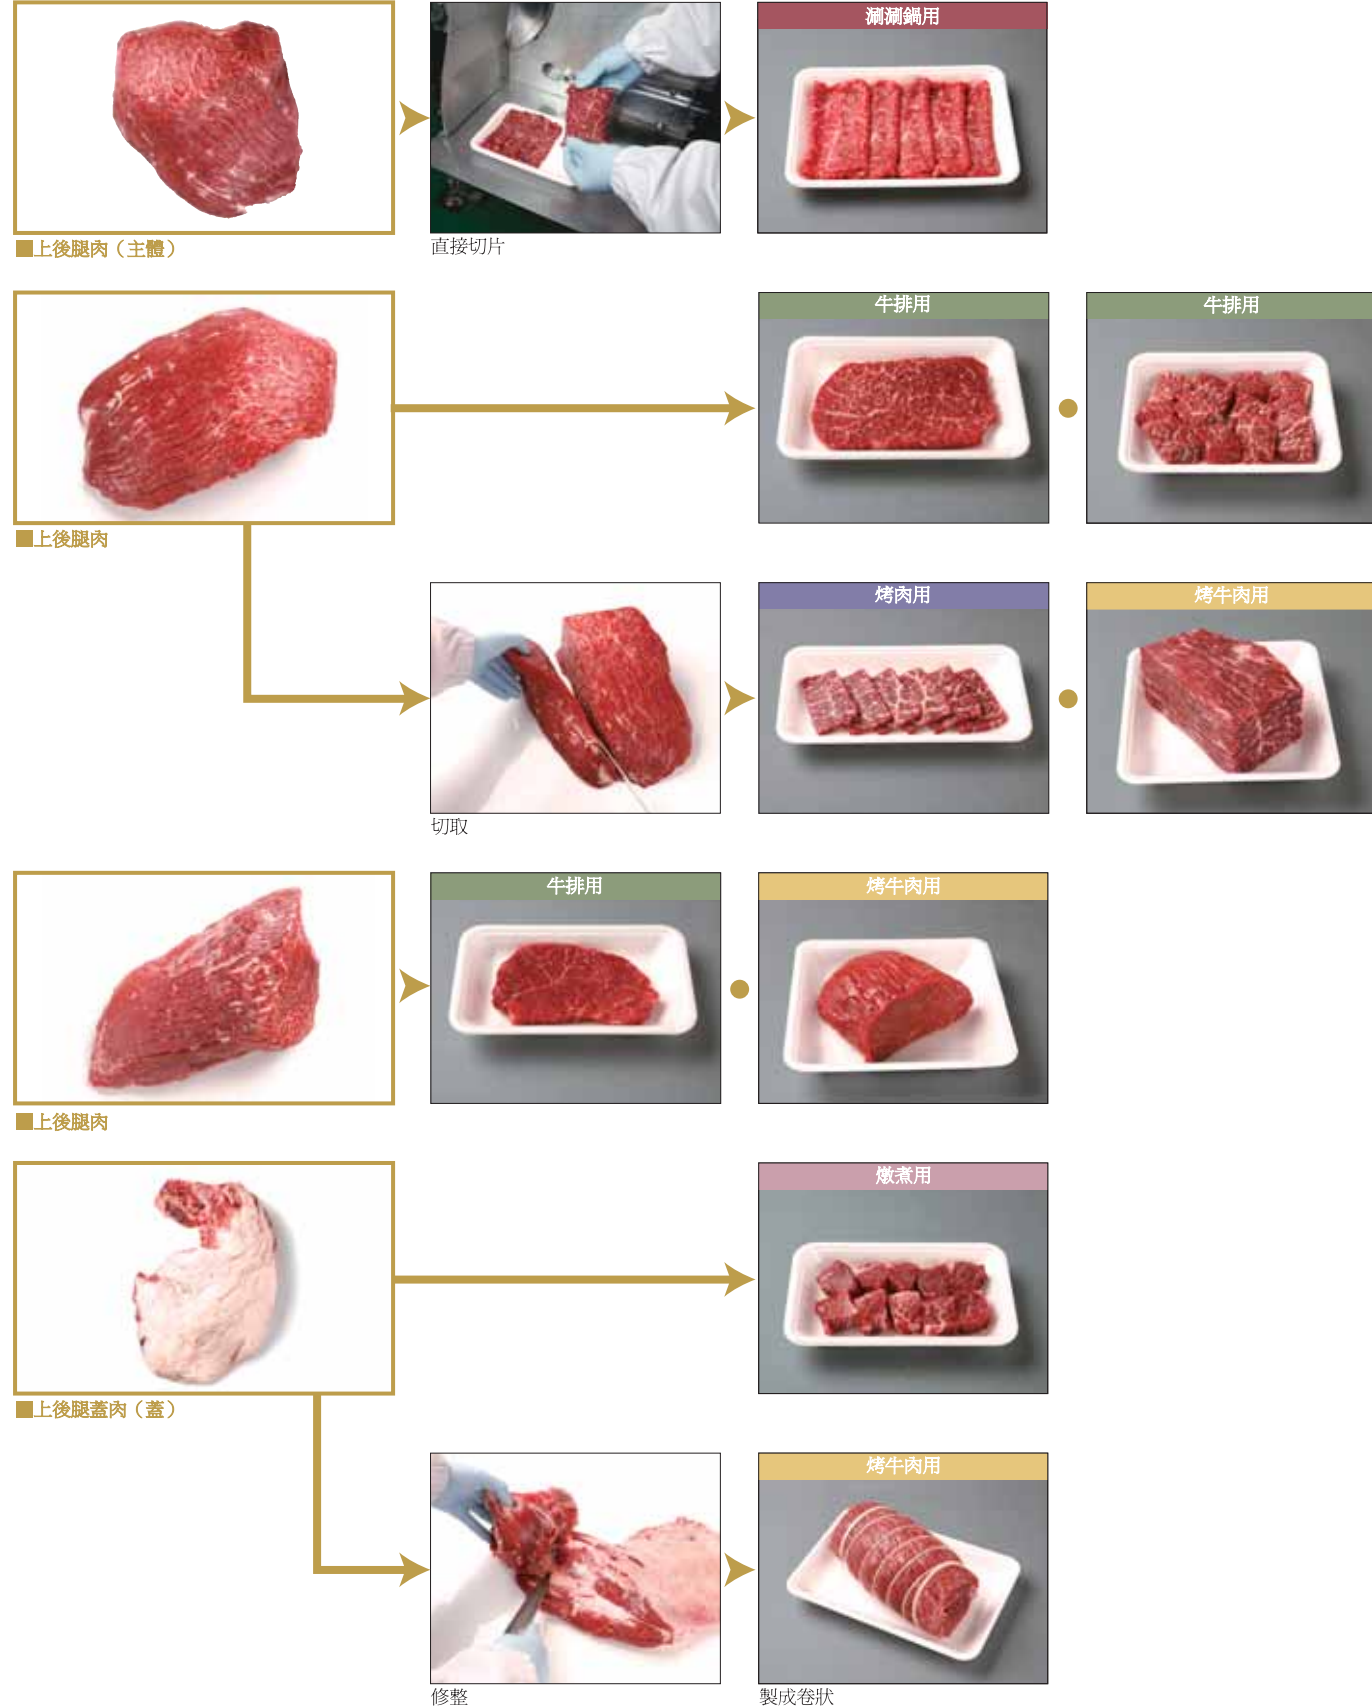 涮涮鍋用
■上後腿肉（主體）
直接切片
牛排用
牛排用
■上後腿肉
烤肉用
烤牛肉用
切取
牛排用
烤牛肉用
■上後腿肉
燉煮用
■上後腿蓋肉（蓋）
烤牛肉用
修整
製成卷狀